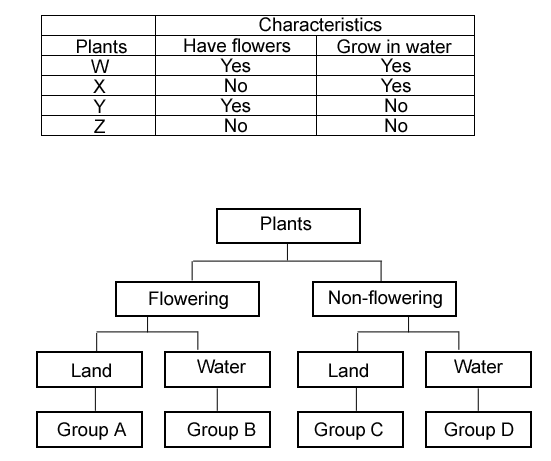 Characteristics
Plants Have flowers Grow in water
W Yes Yes
X No Yes
Y Yes No
Z No No
Plants
Flowering Non-flowering
Land Water Land Water
Group A Group B Group C Group D